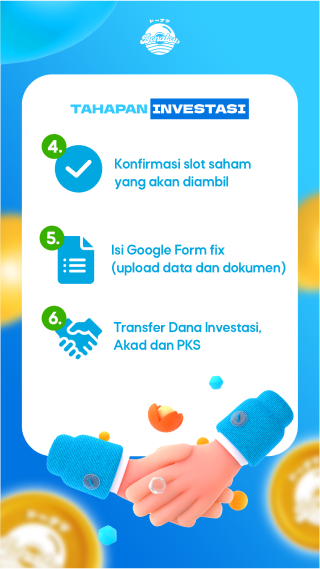 TAHAPAN INVESTASI
4.
Konfirmasi slot saham
yang akan diambil
5.
Isi Google Form fix
(upload data dan dokumen)
6.
Transfer Dana Investasi,
Akad dan PKS